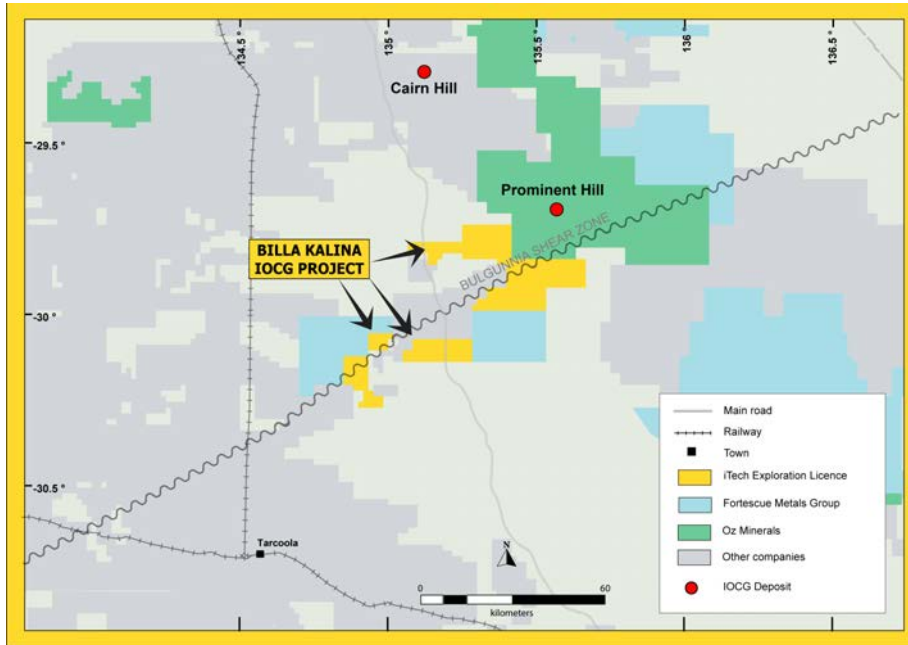 134.5 °
135 °
135.5 °
136 °
136.5 °
Cairn Hill
-29.5 °
Prominent Hill
BULGUNNIA SHEAR ZONE
BILLA KALINA
IOCG PROJECT
-30 °
-30.5 °
Tarcoola
N
0
60
kilometers
Main road
Railway
Town
iTech Exploration Licence
Fortescue Metals Group
Oz Minerals
Other companies
IOCG Deposit